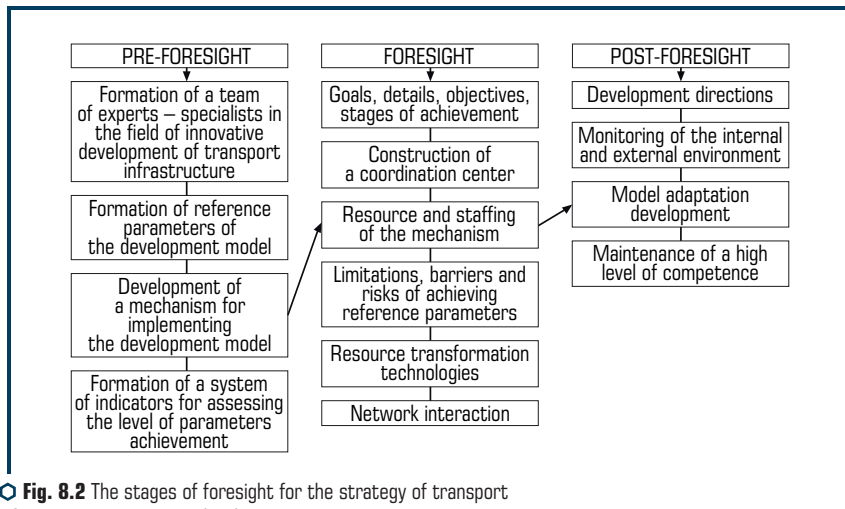 PRE-FORESIGHT
Formation of a team
of experts – specialists in
the field of innovative
development of transport
infrastructure
Formation of reference
parameters of
the development model
Development of
a mechanism for
implementing
the development model
Formation of a system
of indicators for assessing
the level of parameters
achievement
FORESIGHT
Goals, details, objectives,
stages of achievement
Construction of
a coordination center
Resource and staffing
of the mechanism
Limitations, barriers and
risks of achieving
reference parameters
Resource transformation
technologies
Network interaction
POST-FORESIGHT
Development directions
Monitoring of the internal
and external environment
Model adaptation
development
Maintenance of a high
level of competence
Fig. 8.2 The stages of foresight for the strategy of transport